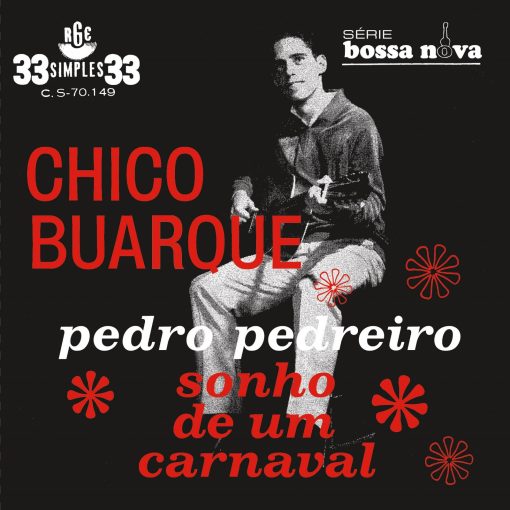 RGE
33 SIMPLES 33
C. S-70.149
SÉRIE
bossa nova
CHICO
BUARQUE
pedro pedreiro
sonho
de um
carnaval